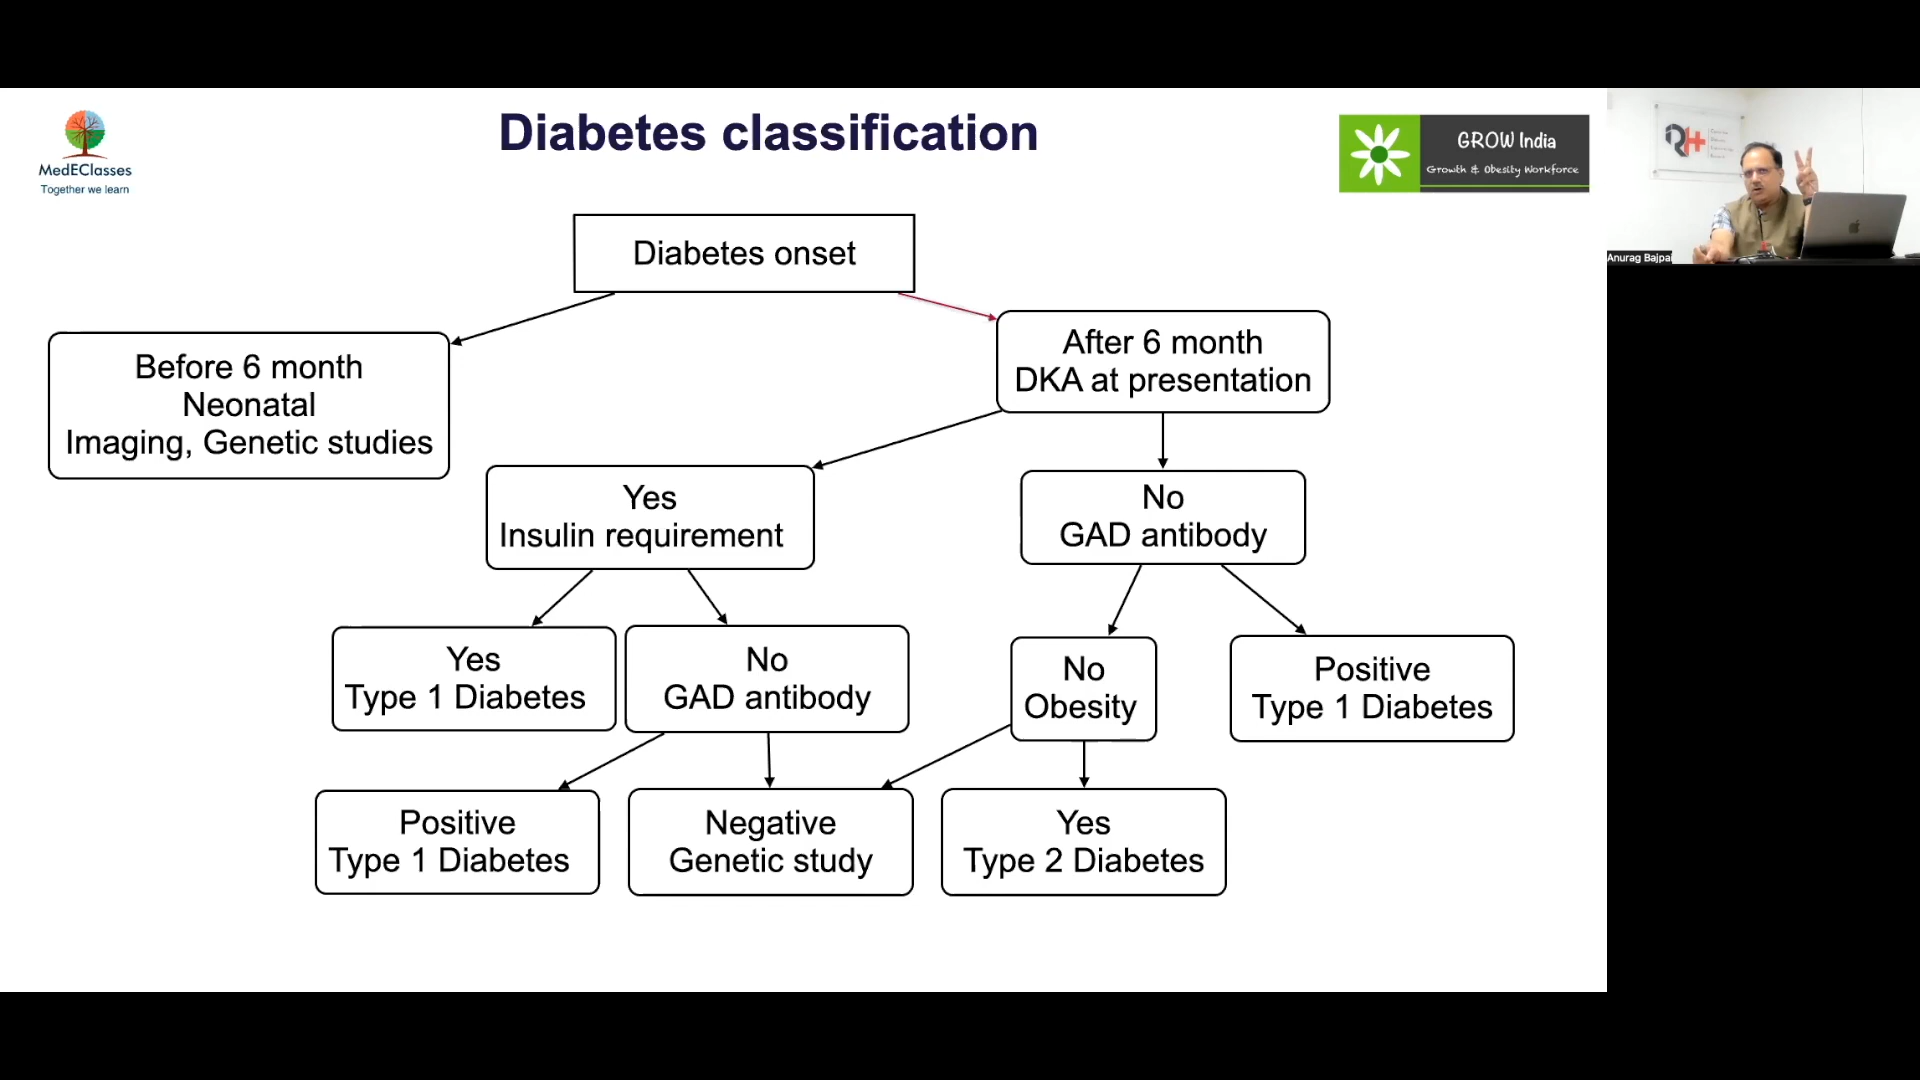 Diabetes classification
MedEClasses
Together we learn
GROW India
Growth & Obesity Workforce
RH
Anurag Bajpai
Diabetes onset
Before 6 month
Neonatal
Imaging, Genetic studies
After 6 month
DKA at presentation
Yes
Insulin requirement
No
GAD antibody
Yes
Type 1 Diabetes
No
GAD antibody
No
Obesity
Positive
Type 1 Diabetes
Positive
Type 1 Diabetes
Negative
Genetic study
Yes
Type 2 Diabetes